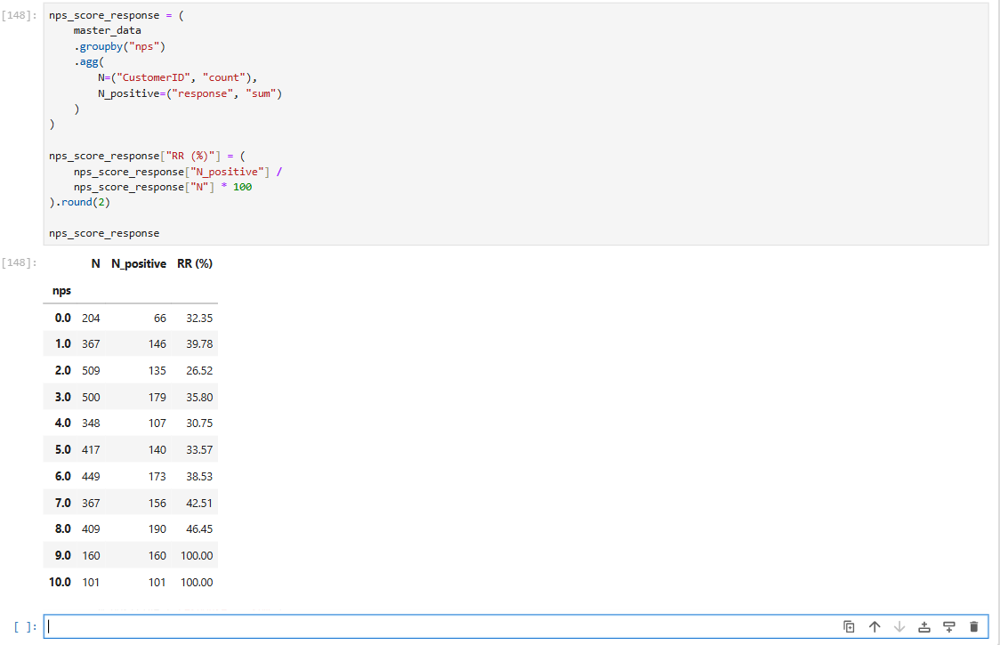 [148]: nps_score_response = (
    master_data
    .groupby("nps")
    .agg(
        N=("CustomerID", "count"),
        N_positive=("response", "sum")
    )
)
nps_score_response["RR (%)"] = (
    nps_score_response["N_positive"] /
    nps_score_response["N"] * 100
).round(2)
nps_score_response
[148]: N N_positive RR (%)
nps
0.0 204 66 32.35
1.0 367 146 39.78
2.0 509 135 26.52
3.0 500 179 35.80
4.0 348 107 30.75
5.0 417 140 33.57
6.0 449 173 38.53
7.0 367 156 42.51
8.0 409 190 46.45
9.0 160 160 100.00
10.0 101 101 100.00
[ ]: